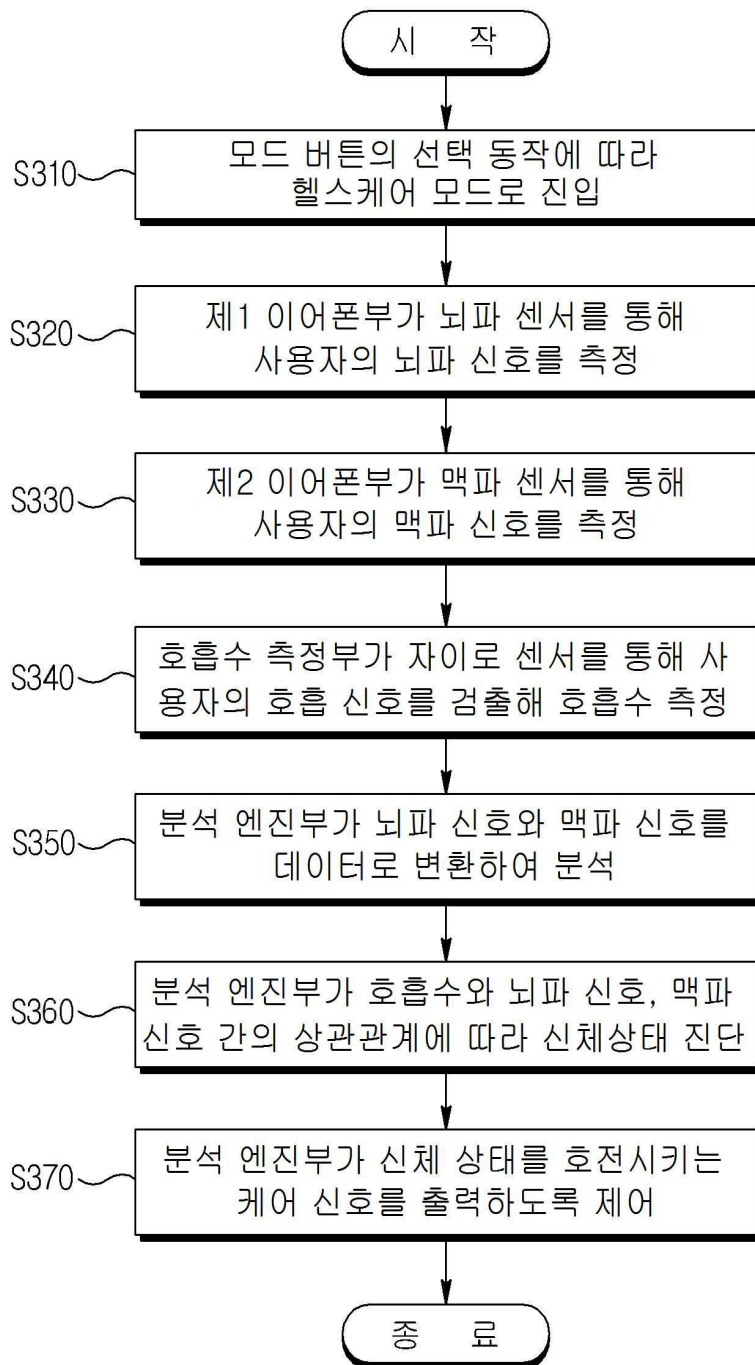 시 작
S310
모드 버튼의 선택 동작에 따라
헬스케어 모드로 진입
S320
제1 이어폰부가 뇌파 센서를 통해
사용자의 뇌파 신호를 측정
S330
제2 이어폰부가 맥파 센서를 통해
사용자의 맥파 신호를 측정
S340
호흡수 측정부가 자이로 센서를 통해 사
용자의 호흡 신호를 검출해 호흡수 측정
S350
분석 엔진부가 뇌파 신호와 맥파 신호를
데이터로 변환하여 분석
S360
분석 엔진부가 호흡수와 뇌파 신호, 맥파
신호 간의 상관관계에 따라 신체상태 진단
S370
분석 엔진부가 신체 상태를 호전시키는
케어 신호를 출력하도록 제어
종 료